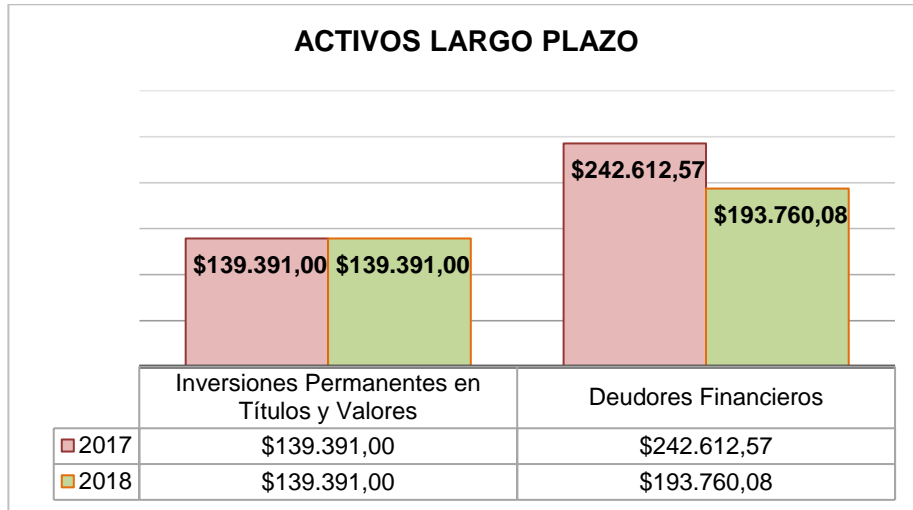 ACTIVOS LARGO PLAZO
$139.391,00 $139.391,00
$242.612,57
$193.760,08
Inversiones Permanentes en
Títulos y Valores
Deudores Financieros
2017 $139.391,00 $242.612,57
2018 $139.391,00 $193.760,08